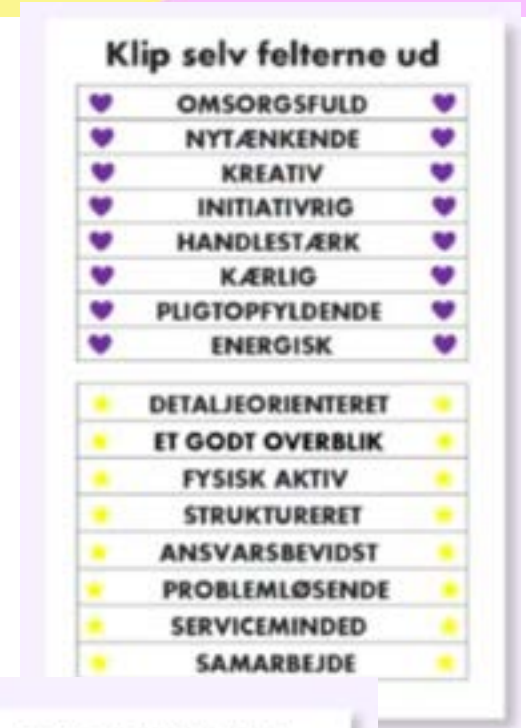 Klip selv felterne ud
OMSORGSFULD
NYTÆNKENDE
KREATIV
INITIATIVRIG
HANDLESTÆRK
KÆRLIG
PLIGTOPFYLDENDE
ENERGISK
DETALJEORIENTERET
ET GODT OVERBLIK
FYSISK AKTIV
STRUKTURERET
ANSVARSBEVIDST
PROBLEMLØSENDE
SERVICEMINDED
SAMARBEJDE